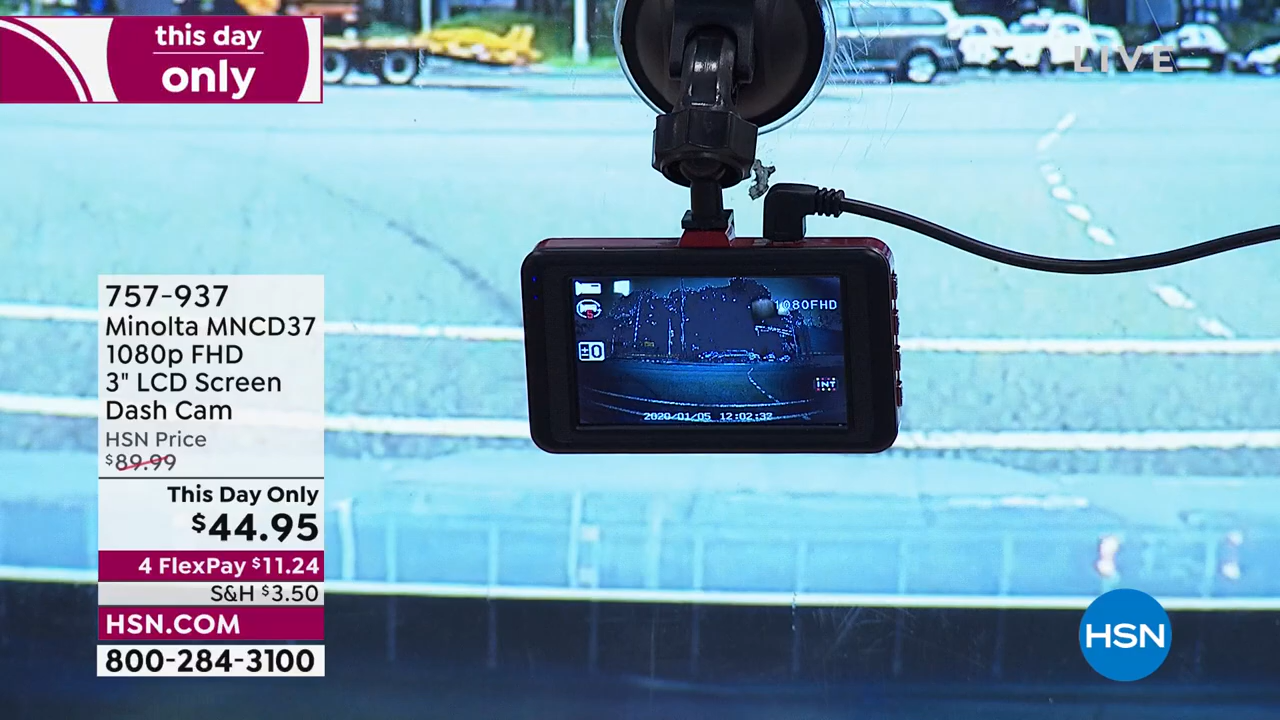 this day
only
LIVE
757-937
Minolta MNCD37
1080p FHD
3" LCD Screen
Dash Cam
HSN Price
$89.99
This Day Only
$44.95
4 FlexPay $11.24
S&H $3.50
HSN.COM
800-284-3100
1080FHD
±0
INT
2020/01/05 12:02:32
HSN